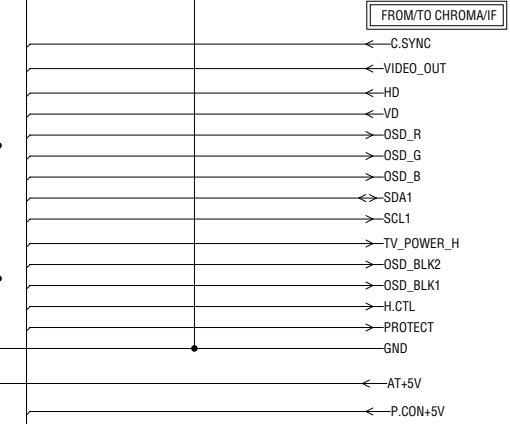 FROM/TO CHROMA/IF
C.SYNC
VIDEO_OUT
HD
VD
OSD_R
OSD_G
OSD_B
SDA1
SCL1
TV_POWER_H
OSD_BLK2
OSD_BLK1
H.CTL
PROTECT
GND
AT+5V
P.CON+5V